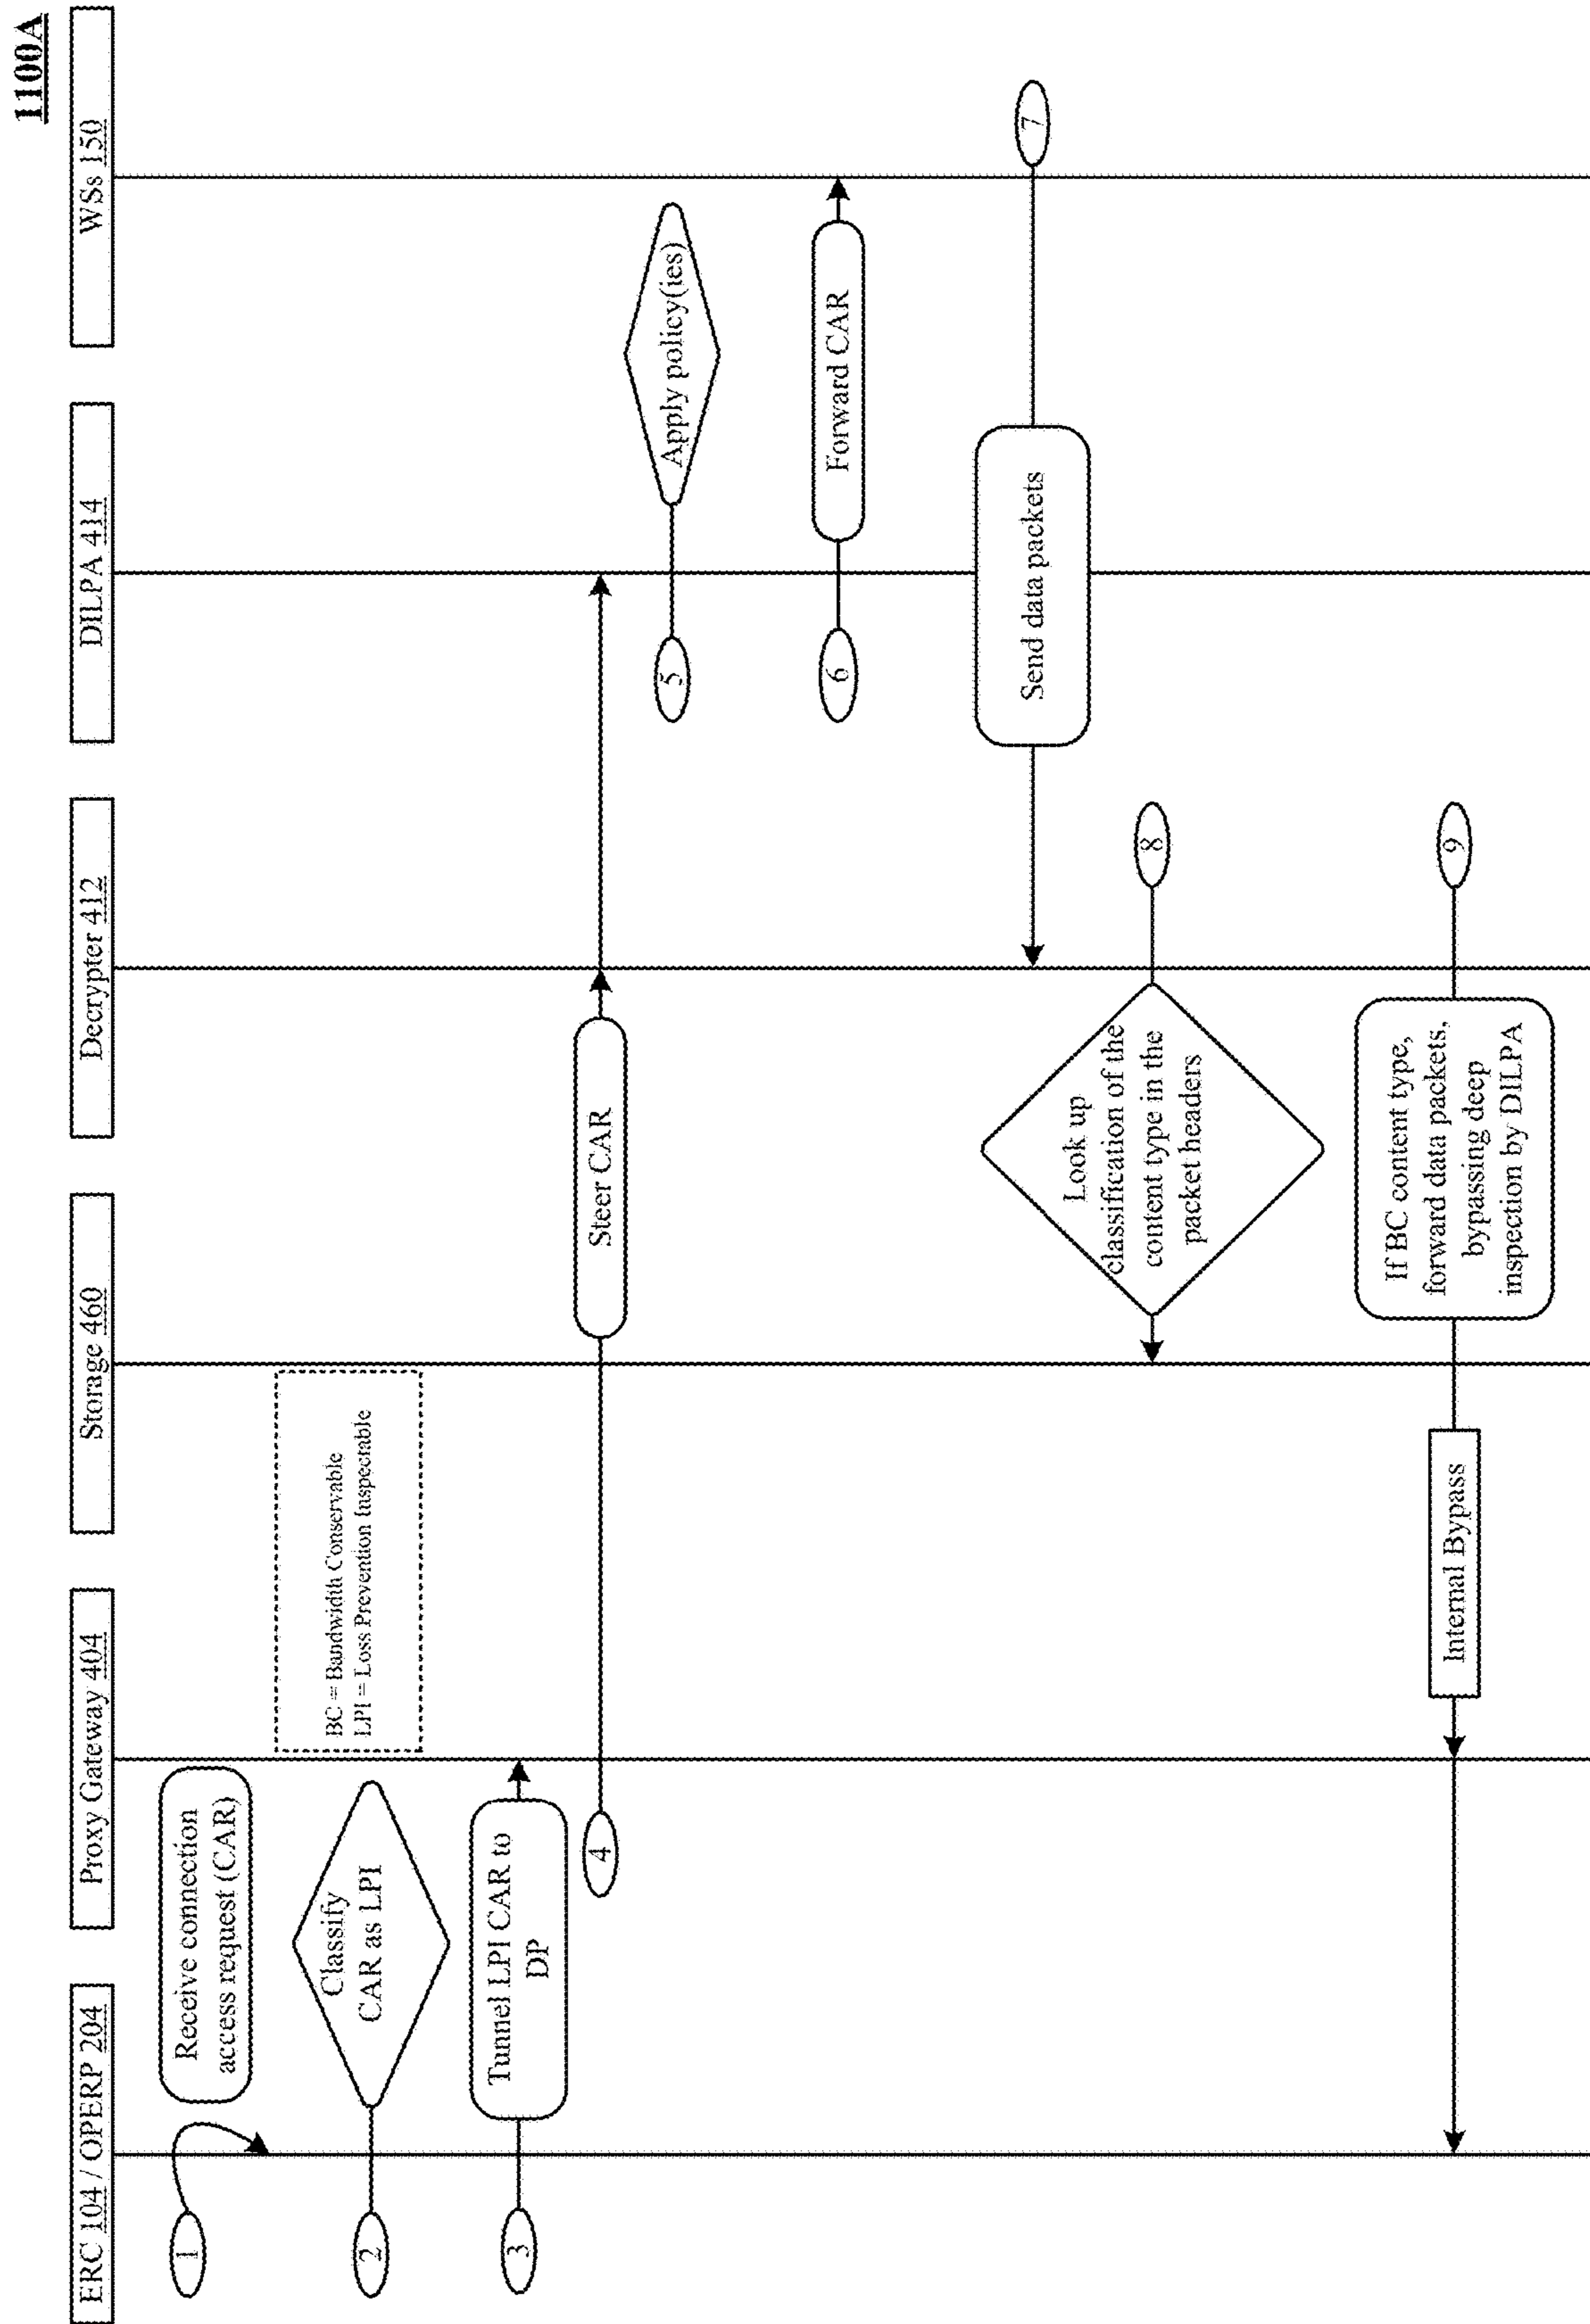 1100A
ERC 104 / OPERP 204
Proxy Gateway 404
Storage 460
Decrypter 412
DILPA 414
WSs 150
1
Receive connection
access request (CAR)
2
Classify
CAR as LPI
BC = Bandwidth Conservable
LPI = Loss Prevention Inspectable
3
Tunnel LPI CAR to
DP
4
Steer CAR
5
Apply policy(ies)
6
Forward CAR
7
Send data packets
8
Look up
classification of the
content type in the
packet headers
9
If BC content type,
forward data packets,
bypassing deep
inspection by DILPA
Internal Bypass